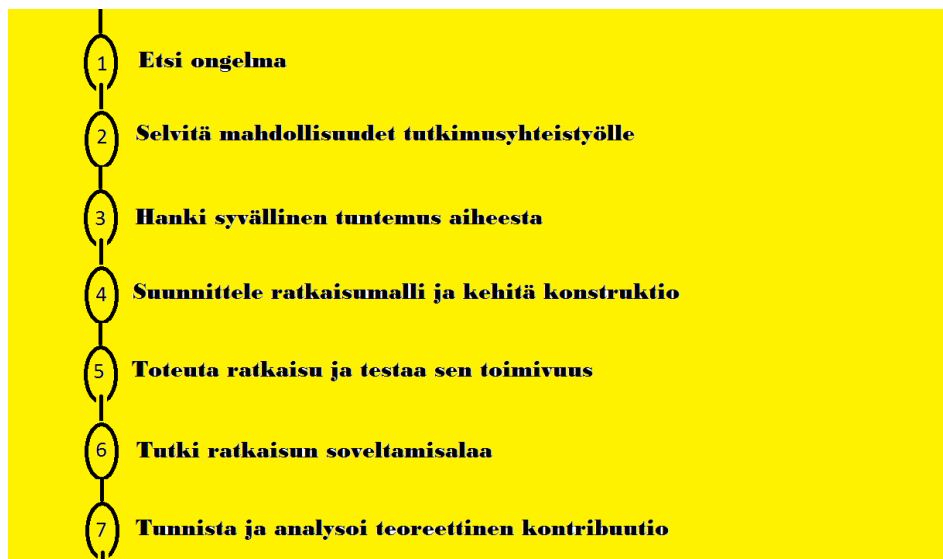 1 Etsi ongelma
2 Selvitä mahdollisuudet tutkimusyhteistyölle
3 Hanki syvällinen tuntemus aiheesta
4 Suunnittele ratkaisumalli ja kehitä konstruktio
5 Toteuta ratkaisu ja testaa sen toimivuus
6 Tutki ratkaisun soveltamisalaa
7 Tunnista ja analysoi teoreettinen kontribuutio